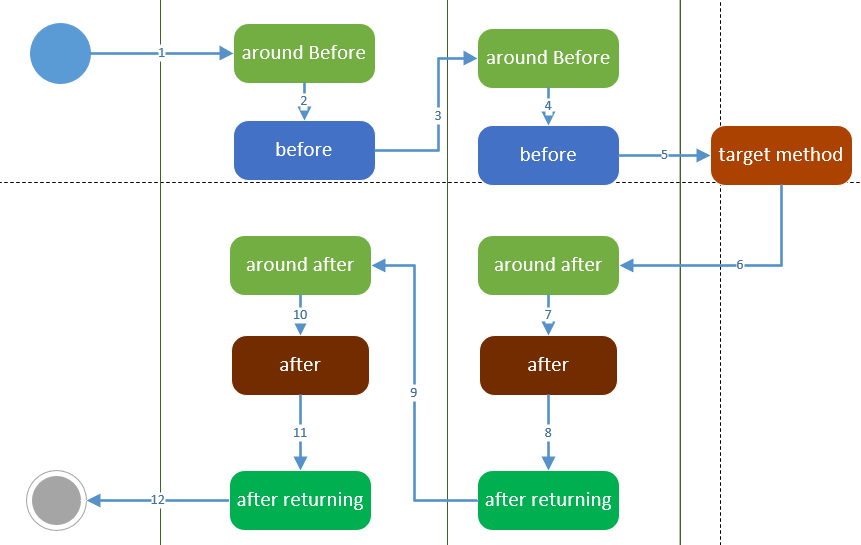 1
around Before
2
before
3
around Before
4
before
5
target method
6
around after
7
after
8
after returning
9
around after
10
after
11
after returning
12